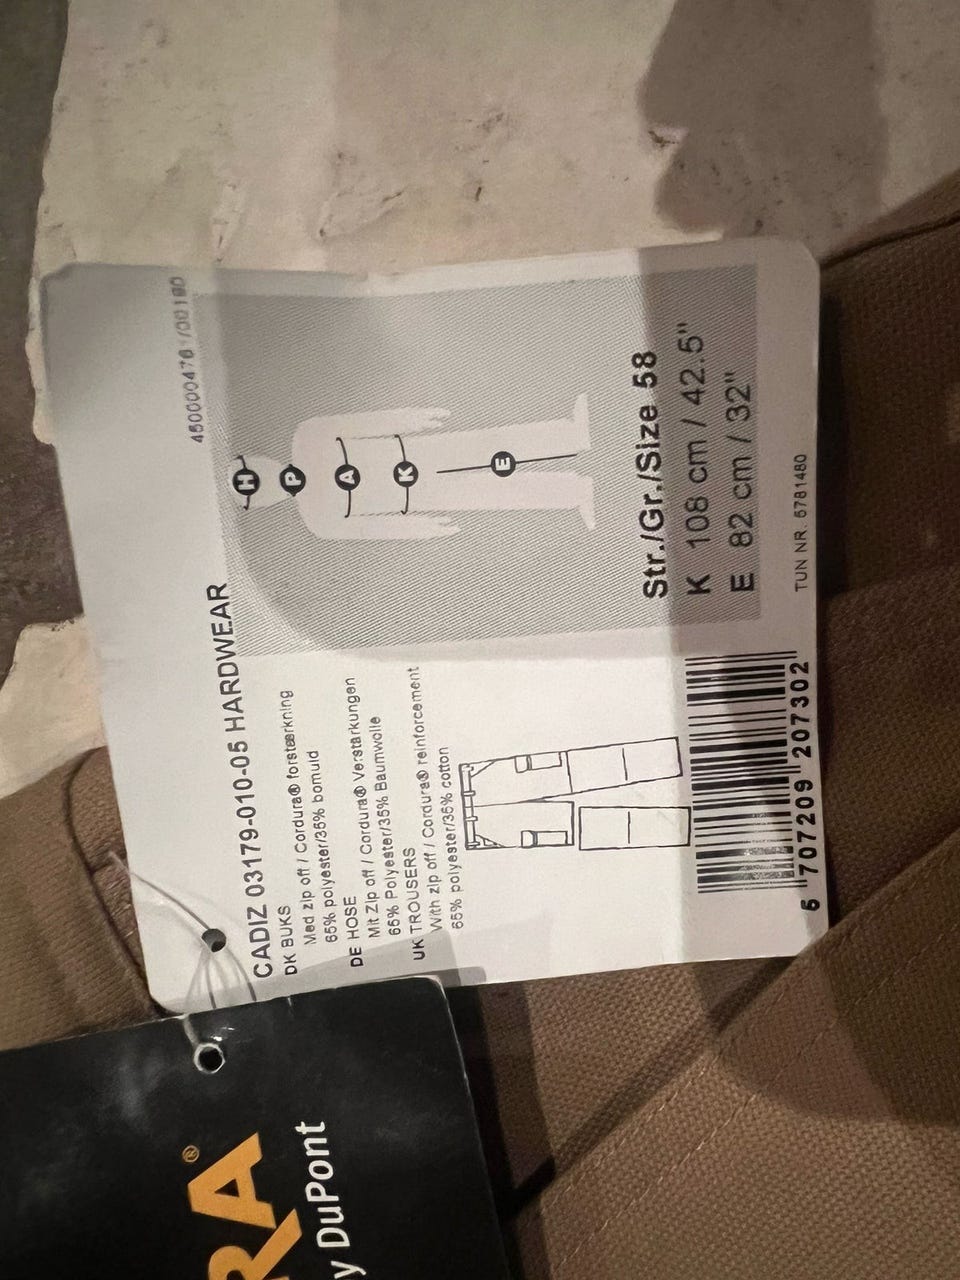 4500004761/00180
CADIZ 03179-010-05 HARDWEAR
DK BUKS
Med zip off / Cordura® forstærkning
65% polyester/35% bomuld
DE HOSE
Mit Zip off / Cordura® Verstärkungen
65% Polyester/35% Baumwolle
UK TROUSERS
With zip off / Cordura® reinforcement
65% polyester/35% cotton
H
P
A
K
E
Str./Gr./Size 58
K 108 cm / 42.5"
E 82 cm / 32"
TUN NR. 5781480
5 707209 207302
RA®
y DuPont